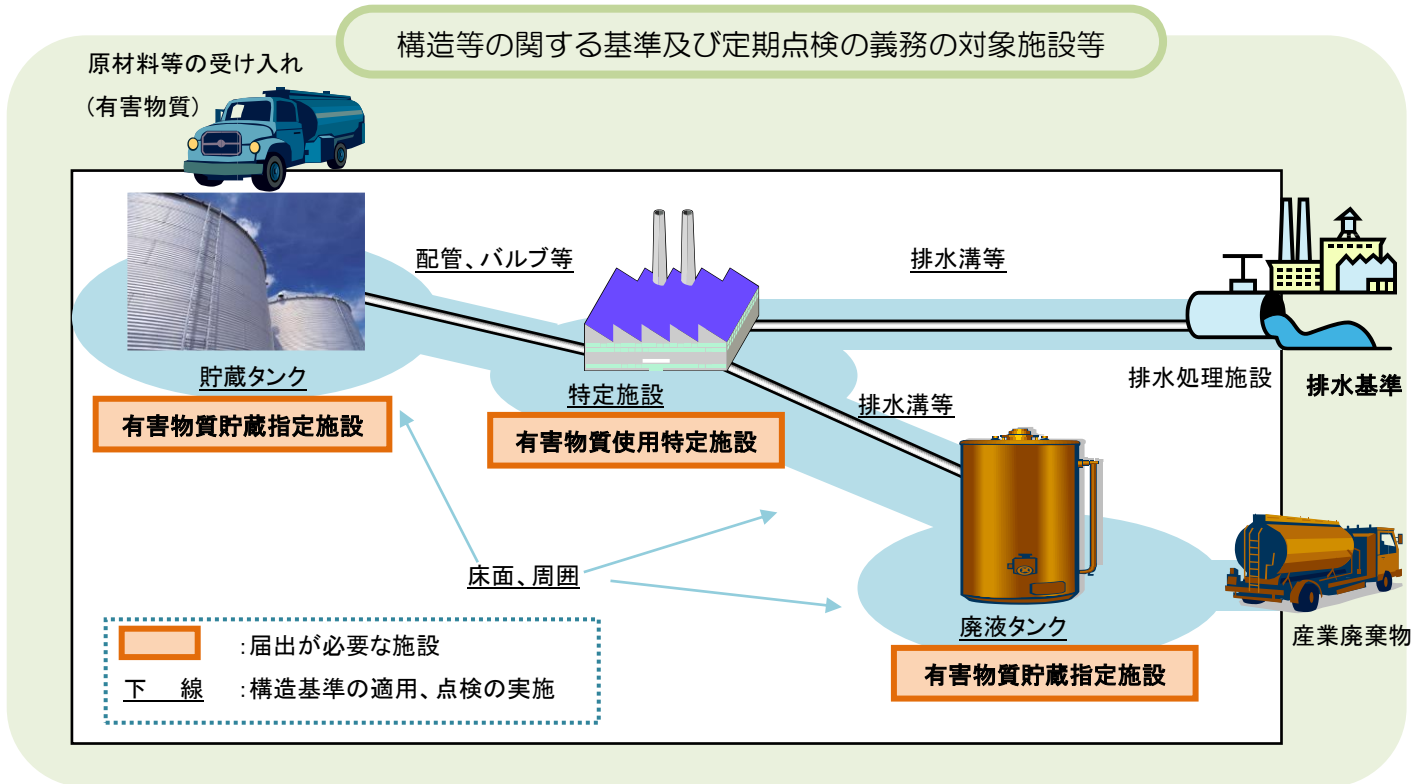 構造等の関する基準及び定期点検の義務の対象施設等
原材料等の受け入れ
(有害物質)
配管、バルブ等
排水溝等
貯蔵タンク
有害物質貯蔵指定施設
特定施設
有害物質使用特定施設
排水溝等
排水処理施設
排水基準
床面、周囲
廃液タンク
有害物質貯蔵指定施設
産業廃棄物
:届出が必要な施設
下 線 :構造基準の適用、点検の実施